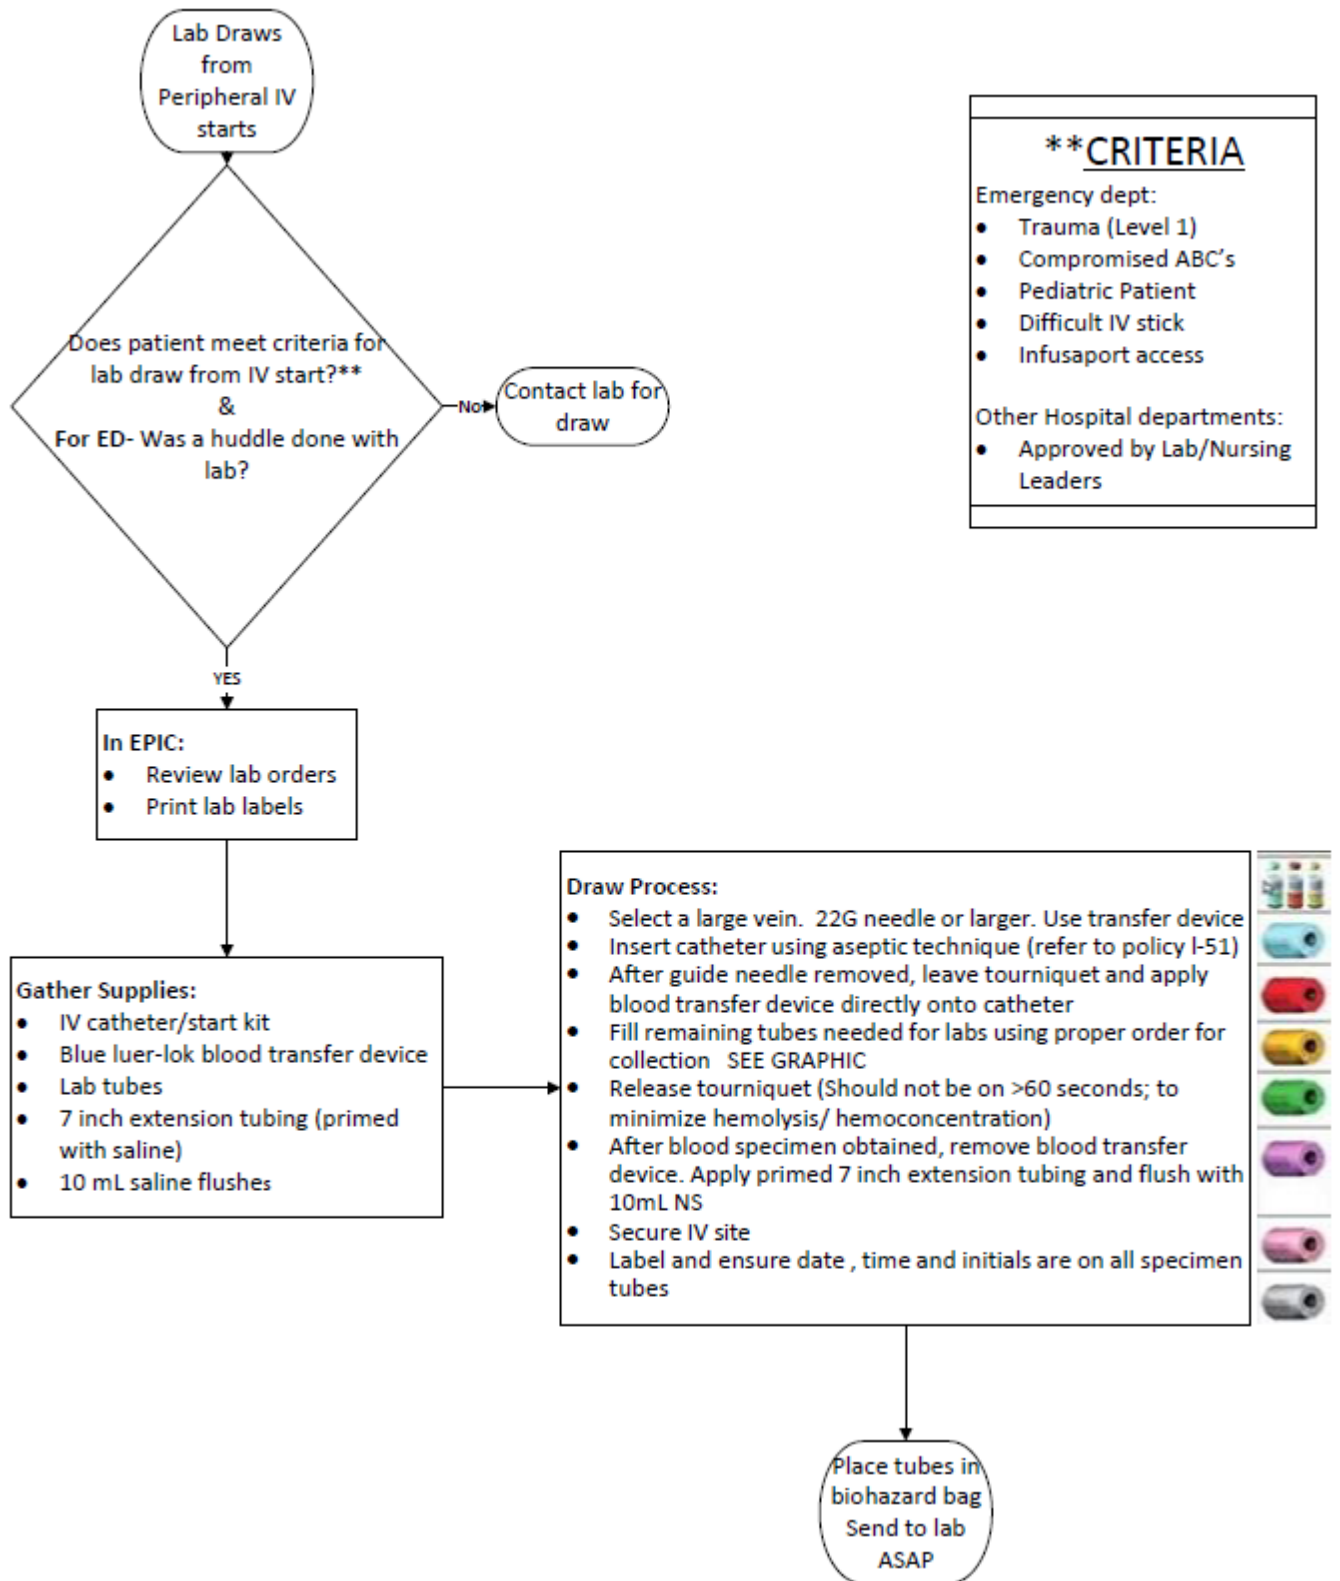 Lab Draws
from
Peripheral IV
starts
**CRITERIA
Emergency dept:
• Trauma (Level 1)
• Compromised ABC's
• Pediatric Patient
• Difficult IV stick
• Infusaport access
Other Hospital departments:
• Approved by Lab/Nursing
Leaders
Does patient meet criteria for
lab draw from IV start?**
&
For ED- Was a huddle done with
lab?
No
Contact lab for
draw
YES
In EPIC:
• Review lab orders
• Print lab labels
Gather Supplies:
• IV catheter/start kit
• Blue luer-lok blood transfer device
• Lab tubes
• 7 inch extension tubing (primed
with saline)
• 10 mL saline flushes
Draw Process:
• Select a large vein.  22G needle or larger. Use transfer device
• Insert catheter using aseptic technique (refer to policy I-51)
• After guide needle removed, leave tourniquet and apply
blood transfer device directly onto catheter
• Fill remaining tubes needed for labs using proper order for
collection   SEE GRAPHIC
• Release tourniquet (Should not be on >60 seconds; to
minimize hemolysis/ hemoconcentration)
• After blood specimen obtained, remove blood transfer
device. Apply primed 7 inch extension tubing and flush with
10mL NS
• Secure IV site
• Label and ensure date , time and initials are on all specimen
tubes
Place tubes in
biohazard bag
Send to lab
ASAP